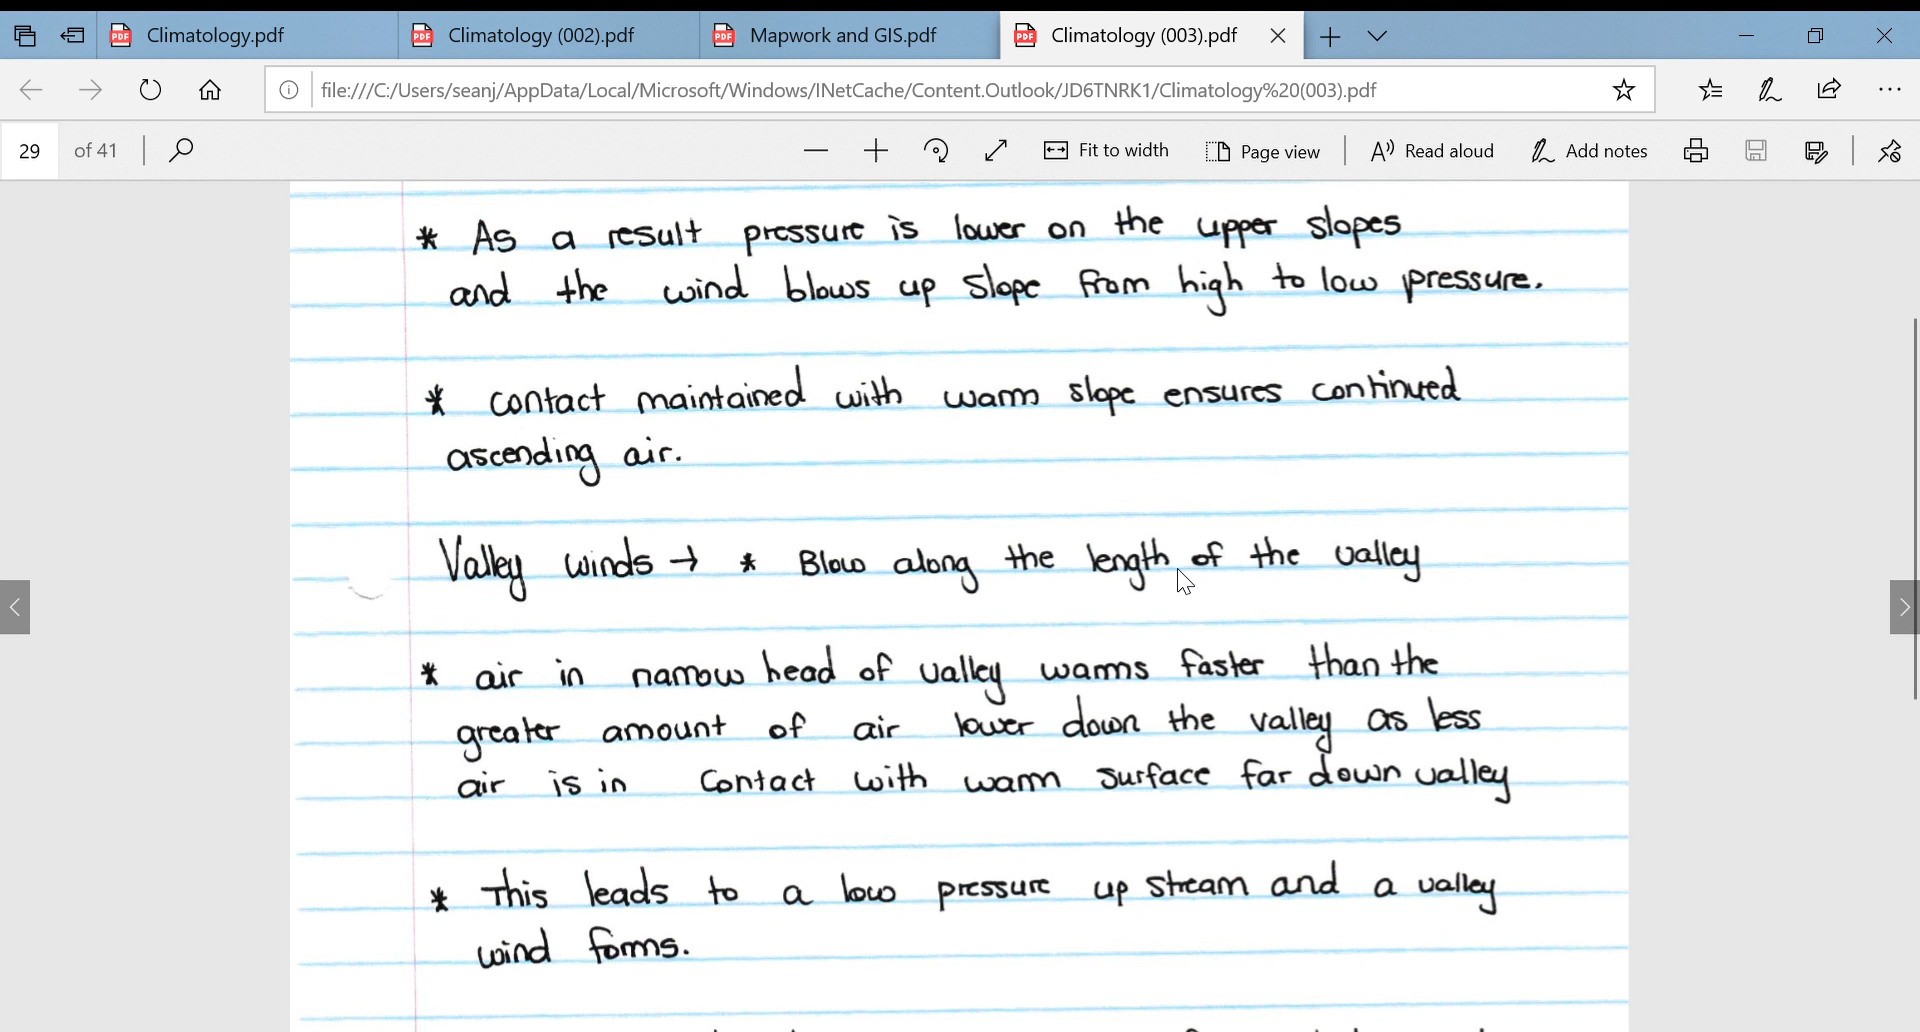 Climatology.pdf
Climatology (002).pdf
Mapwork and GIS.pdf
Climatology (003).pdf
file:///C:/Users/seanj/AppData/Local/Microsoft/Windows/INetCache/Content.Outlook/JD6TNRK1/Climatology%20(003).pdf
29 of 41
Fit to width
Page view
Read aloud
Add notes
* As a result pressure is lower on the upper slopes
and the wind blows up slope from high to low pressure.
* contact maintained with warm slope ensures continued
ascending air.
Valley winds → * Blow along the length of the valley
* air in narrow head of valley warms faster than the
greater amount of air lower down the valley as less
air is in contact with warm surface far down valley
* This leads to a low pressure up stream and a valley
wind forms.